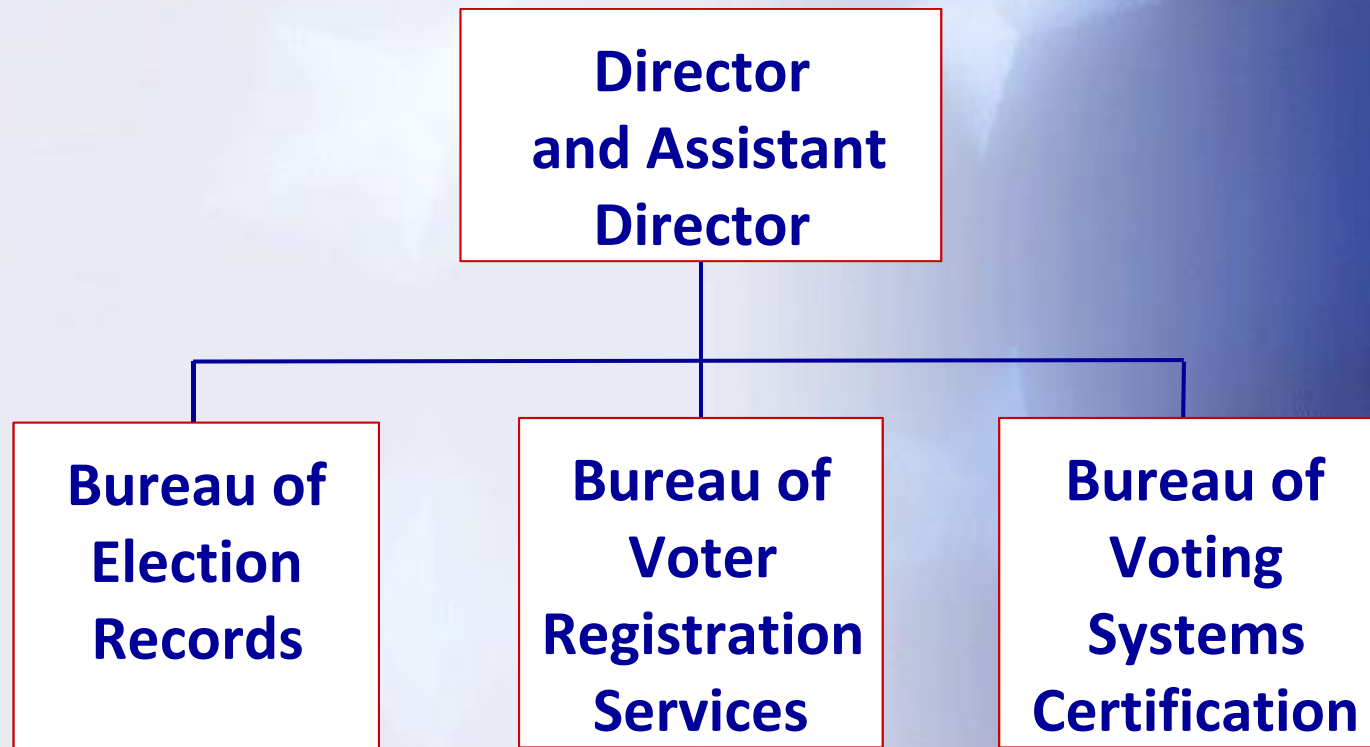 Director
and Assistant
Director
Bureau of
Election
Records
Bureau of
Voter
Registration
Services
Bureau of
Voting
Systems
Certification